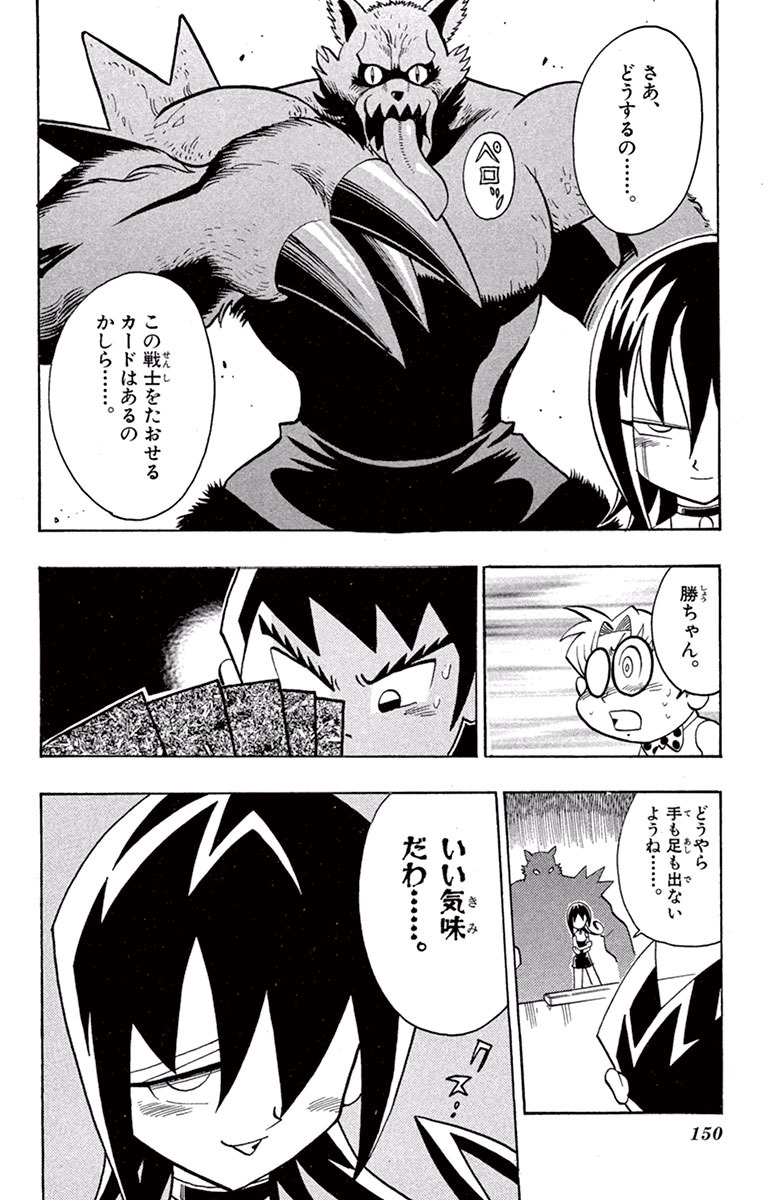 さあ、
どうするの……。
ペロッ
この戦士をたおせる
カードはあるの
かしら……。
勝ちゃん。
どうやら
手も足も出ない
ようね……。
いい気味
だわ……。
クス…
150